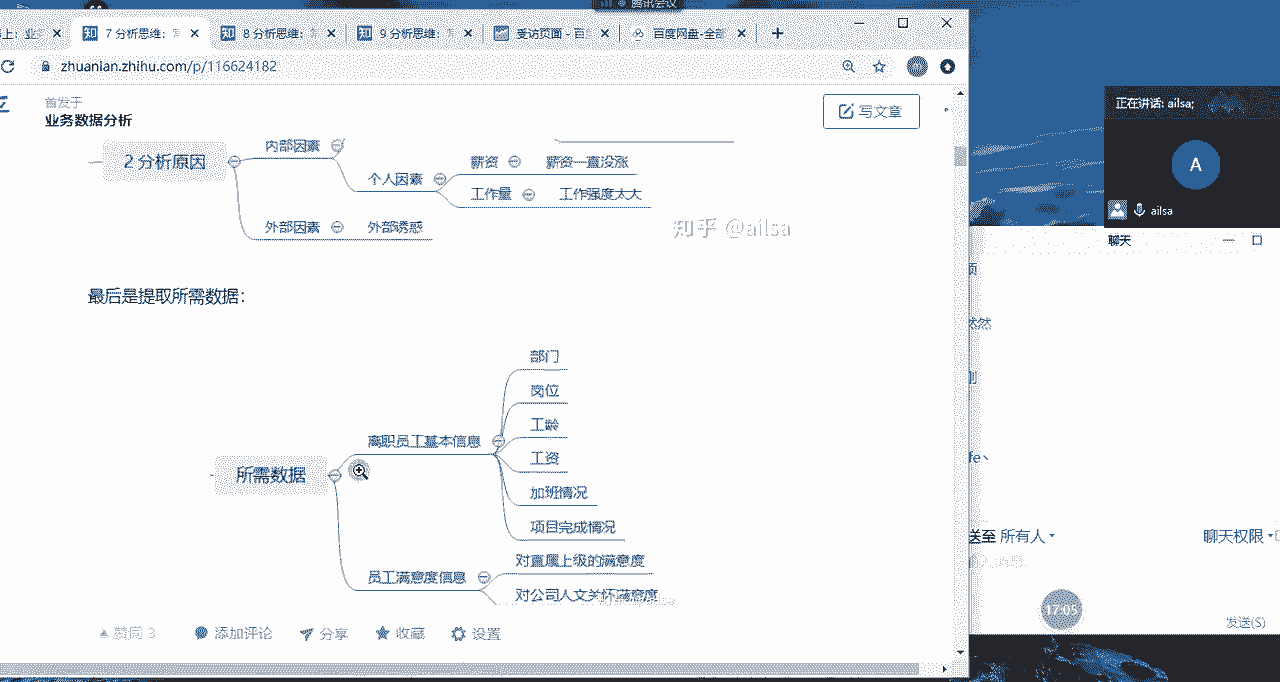 腾讯会议
7 分析思维:
8 分析思维:
9 分析思维:
受访页面 - 百
百度网盘-全部
zhuanlan.zhihu.com/p/116624182
首发于
业务数据分析
写文章
正在讲话: ailsa;
A
ailsa
聊天
2 分析原因
内部因素
个人因素
薪资
薪资一直没涨
工作量
工作强度太大
外部因素
外部诱惑
知乎 @ailsa
最后是提取所需数据:
所需数据
离职员工基本信息
部门
岗位
工龄
工资
加班情况
项目完成情况
员工满意度信息
对直属上级的满意度
对公司人文关怀满意度
赞同 3
添加评论
分享
收藏
设置
然然
送至 所有人
聊天权限
17:05
发送(S)